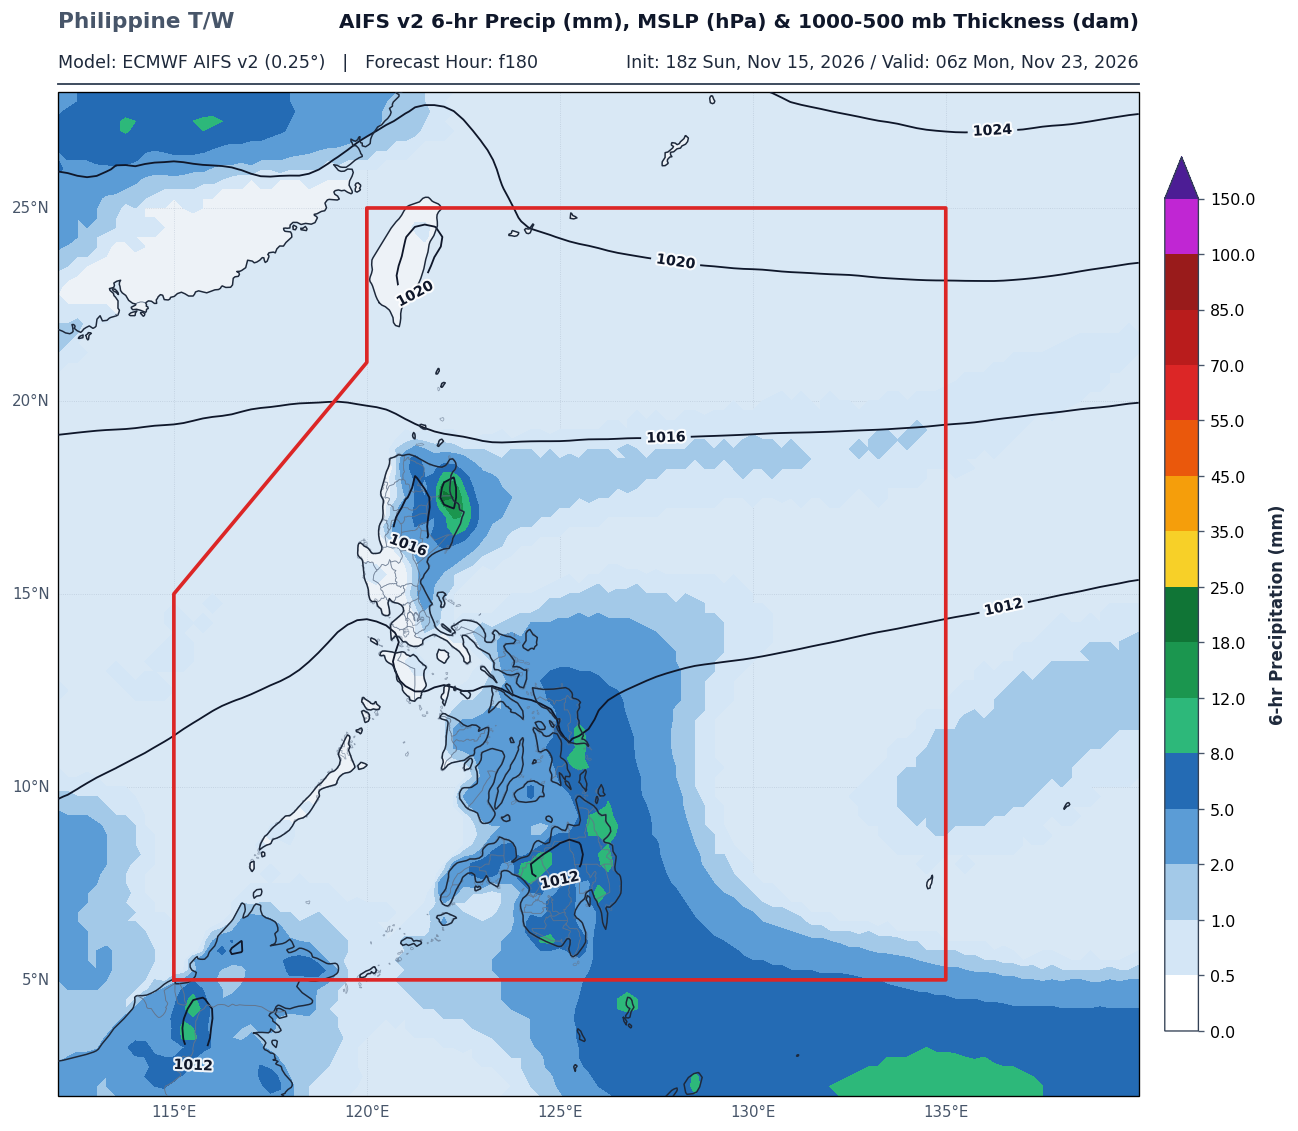 Philippine T/W
AIFS v2 6-hr Precip (mm), MSLP (hPa) & 1000-500 mb Thickness (dam)
Model: ECMWF AIFS v2 (0.25°) | Forecast Hour: f180
Init: 18z Sun, Nov 15, 2026 / Valid: 06z Mon, Nov 23, 2026
1024
1020
1020
1016
1016
1012
1012
1012
25°N
20°N
15°N
10°N
5°N
115°E
120°E
125°E
130°E
135°E
150.0
100.0
85.0
70.0
55.0
45.0
35.0
25.0
18.0
12.0
8.0
5.0
2.0
1.0
0.5
0.0
6-hr Precipitation (mm)